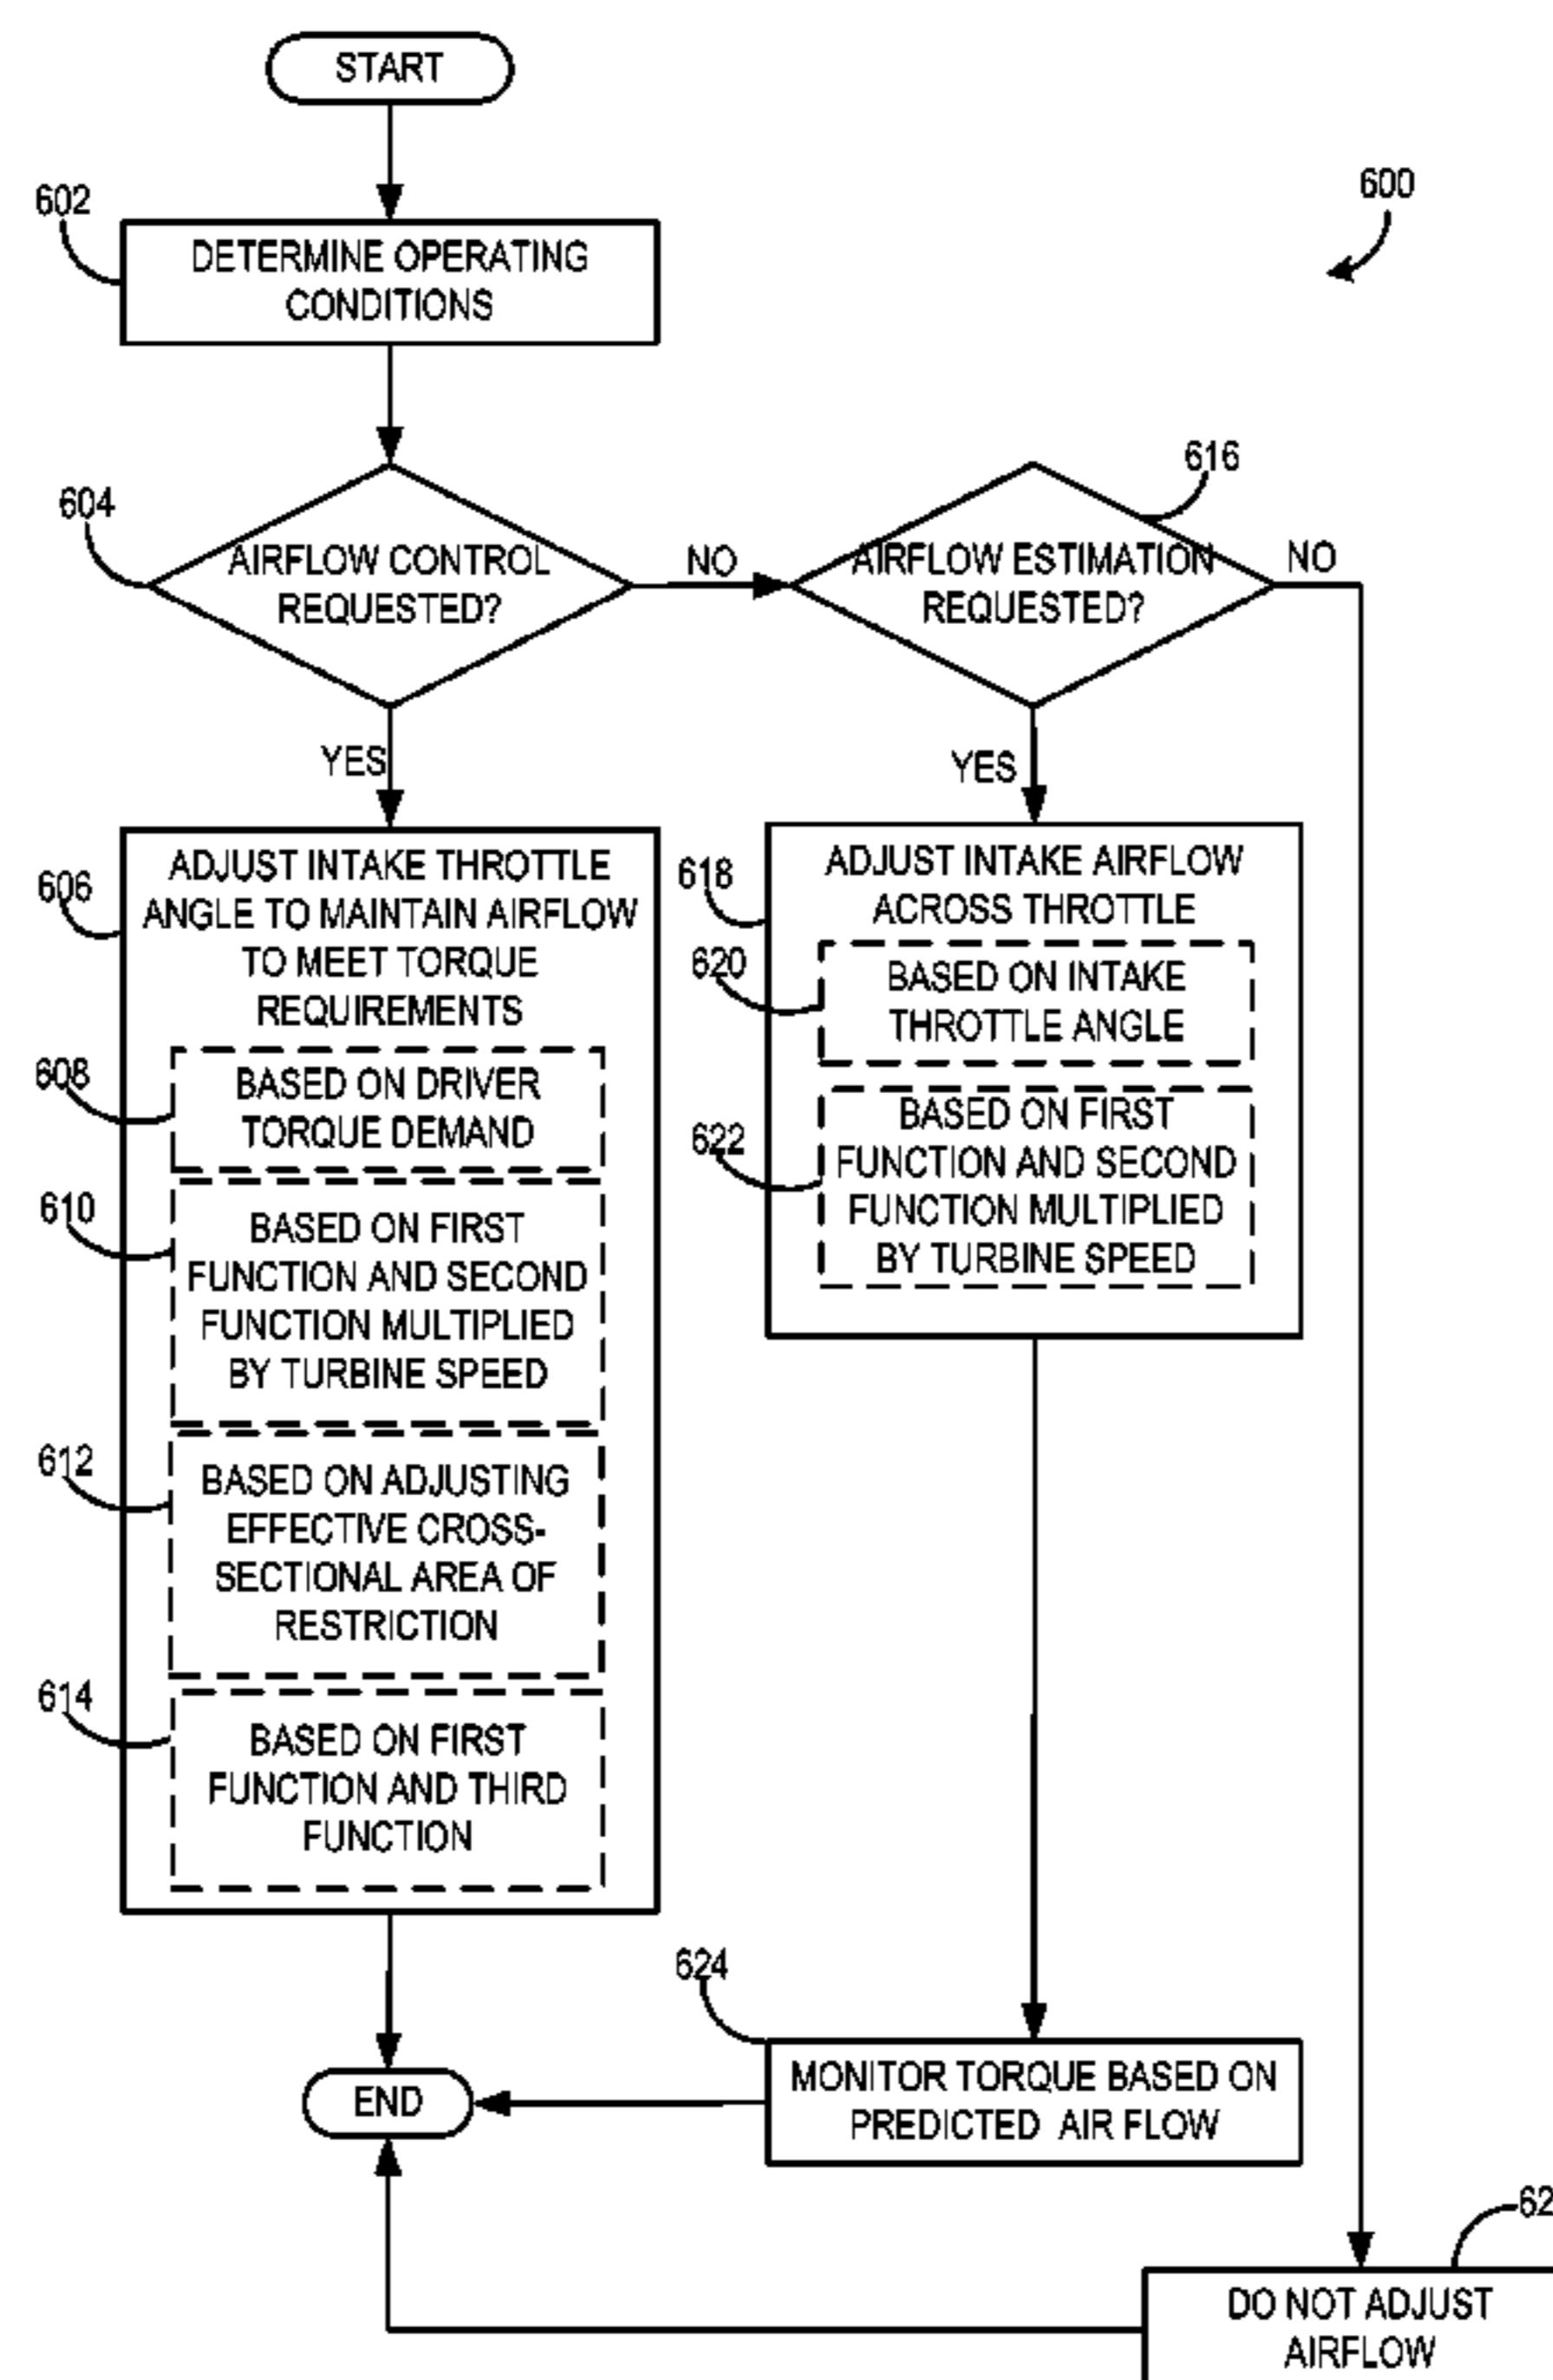 START
600
602
DETERMINE OPERATING
CONDITIONS
604
AIRFLOW CONTROL
REQUESTED?
NO
616
AIRFLOW ESTIMATION
REQUESTED?
NO
YES
YES
606
ADJUST INTAKE THROTTLE
ANGLE TO MAINTAIN AIRFLOW
TO MEET TORQUE
REQUIREMENTS
608
BASED ON DRIVER
TORQUE DEMAND
610
BASED ON FIRST
FUNCTION AND SECOND
FUNCTION MULTIPLIED
BY TURBINE SPEED
612
BASED ON ADJUSTING
EFFECTIVE CROSS-
SECTIONAL AREA OF
RESTRICTION
614
BASED ON FIRST
FUNCTION AND THIRD
FUNCTION
618
ADJUST INTAKE AIRFLOW
ACROSS THROTTLE
620
BASED ON INTAKE
THROTTLE ANGLE
622
BASED ON FIRST
FUNCTION AND SECOND
FUNCTION MULTIPLIED
BY TURBINE SPEED
624
MONITOR TORQUE BASED ON
PREDICTED AIR FLOW
END
DO NOT ADJUST
AIRFLOW